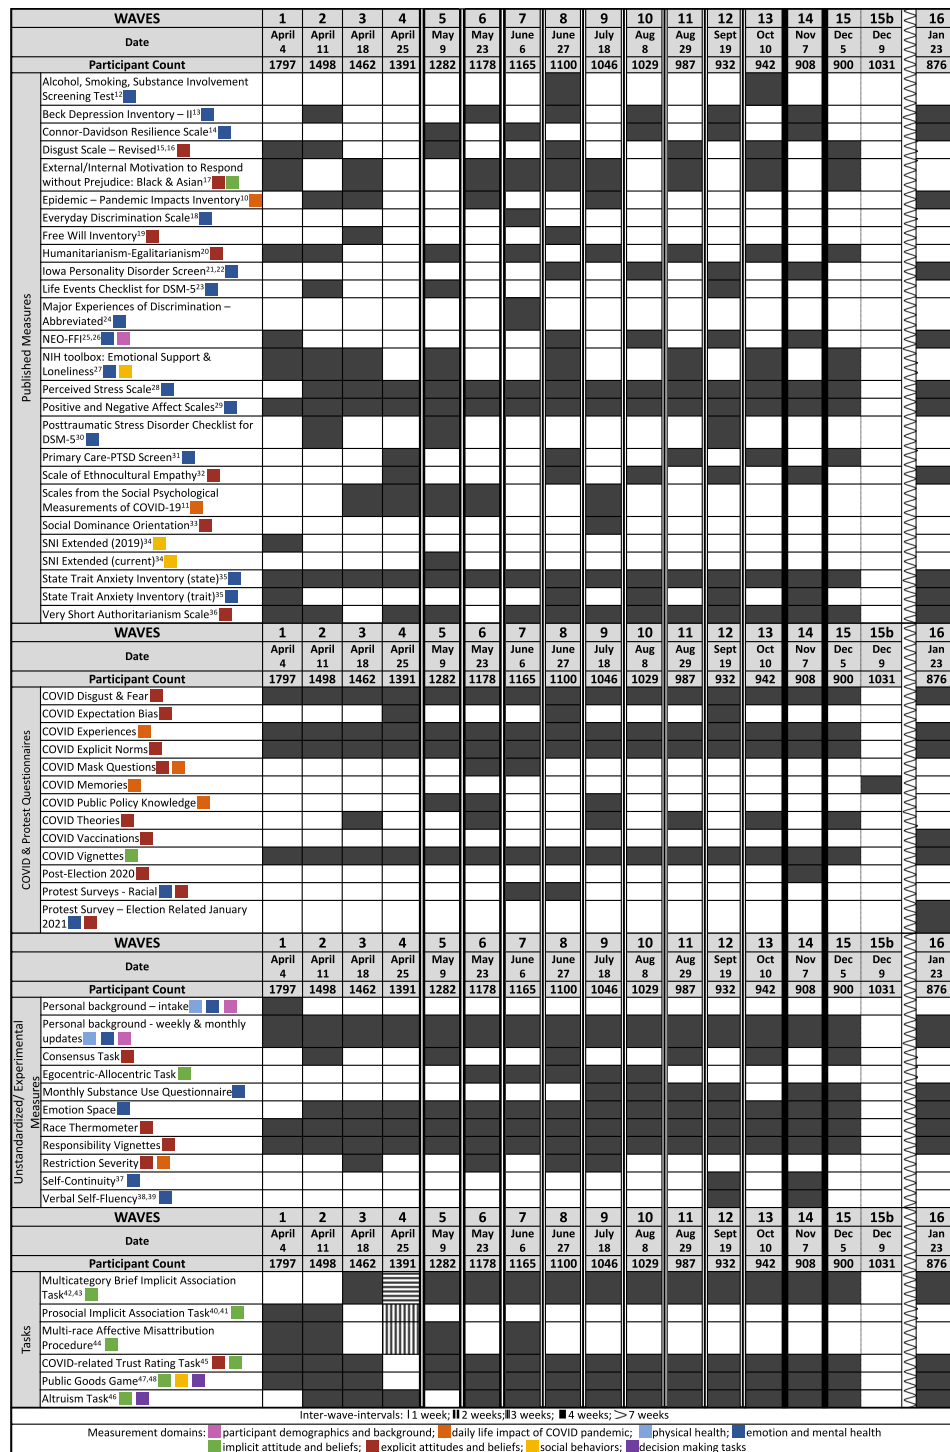 WAVES 1 2 3 4 5 6 7 8 9 10 11 12 13 14 15 15b 16
Date April 4 April 11 April 18 April 25 May 9 May 23 June 6 June 27 July 18 Aug 8 Aug 29 Sept 19 Oct 10 Nov 7 Dec 5 Dec 9 Jan 23
Participant Count 1797 1498 1462 1391 1282 1178 1165 1100 1046 1029 987 932 942 908 900 1031 876
Published Measures
Alcohol, Smoking, Substance Involvement
Screening Test12
Beck Depression Inventory – II13
Connor-Davidson Resilience Scale14
Disgust Scale – Revised15,16
External/Internal Motivation to Respond
without Prejudice: Black & Asian17
Epidemic – Pandemic Impacts Inventory10
Everyday Discrimination Scale18
Free Will Inventory19
Humanitarianism-Egalitarianism20
Iowa Personality Disorder Screen21,22
Life Events Checklist for DSM-523
Major Experiences of Discrimination –
Abbreviated24
NEO-FFI25,26
NIH toolbox: Emotional Support &
Loneliness27
Perceived Stress Scale28
Positive and Negative Affect Scales29
Posttraumatic Stress Disorder Checklist for
DSM-530
Primary Care-PTSD Screen31
Scale of Ethnocultural Empathy32
Scales from the Social Psychological
Measurements of COVID-1911
Social Dominance Orientation33
SNI Extended (2019)34
SNI Extended (current)34
State Trait Anxiety Inventory (state)35
State Trait Anxiety Inventory (trait)35
Very Short Authoritarianism Scale36
WAVES 1 2 3 4 5 6 7 8 9 10 11 12 13 14 15 15b 16
Date April 4 April 11 April 18 April 25 May 9 May 23 June 6 June 27 July 18 Aug 8 Aug 29 Sept 19 Oct 10 Nov 7 Dec 5 Dec 9 Jan 23
Participant Count 1797 1498 1462 1391 1282 1178 1165 1100 1046 1029 987 932 942 908 900 1031 876
COVID & Protest Questionnaires
COVID Disgust & Fear
COVID Expectation Bias
COVID Experiences
COVID Explicit Norms
COVID Mask Questions
COVID Memories
COVID Public Policy Knowledge
COVID Theories
COVID Vaccinations
COVID Vignettes
Post-Election 2020
Protest Surveys - Racial
Protest Survey – Election Related January
2021
WAVES 1 2 3 4 5 6 7 8 9 10 11 12 13 14 15 15b 16
Date April 4 April 11 April 18 April 25 May 9 May 23 June 6 June 27 July 18 Aug 8 Aug 29 Sept 19 Oct 10 Nov 7 Dec 5 Dec 9 Jan 23
Participant Count 1797 1498 1462 1391 1282 1178 1165 1100 1046 1029 987 932 942 908 900 1031 876
Unstandardized/ Experimental
Measures
Personal background – intake
Personal background - weekly & monthly
updates
Consensus Task
Egocentric-Allocentric Task
Monthly Substance Use Questionnaire
Emotion Space
Race Thermometer
Responsibility Vignettes
Restriction Severity
Self-Continuity37
Verbal Self-Fluency38,39
WAVES 1 2 3 4 5 6 7 8 9 10 11 12 13 14 15 15b 16
Date April 4 April 11 April 18 April 25 May 9 May 23 June 6 June 27 July 18 Aug 8 Aug 29 Sept 19 Oct 10 Nov 7 Dec 5 Dec 9 Jan 23
Participant Count 1797 1498 1462 1391 1282 1178 1165 1100 1046 1029 987 932 942 908 900 1031 876
Tasks
Multicategory Brief Implicit Association
Task42,43
Prosocial Implicit Association Task40,41
Multi-race Affective Misattribution
Procedure44
COVID-related Trust Rating Task45
Public Goods Game47,48
Altruism Task46
Inter-wave-intervals: 1 week; 2 weeks; 3 weeks; 4 weeks; 7 weeks
Measurement domains: participant demographics and background; daily life impact of COVID pandemic; physical health; emotion and mental health
implicit attitude and beliefs; explicit attitudes and beliefs; social behaviors; decision making tasks